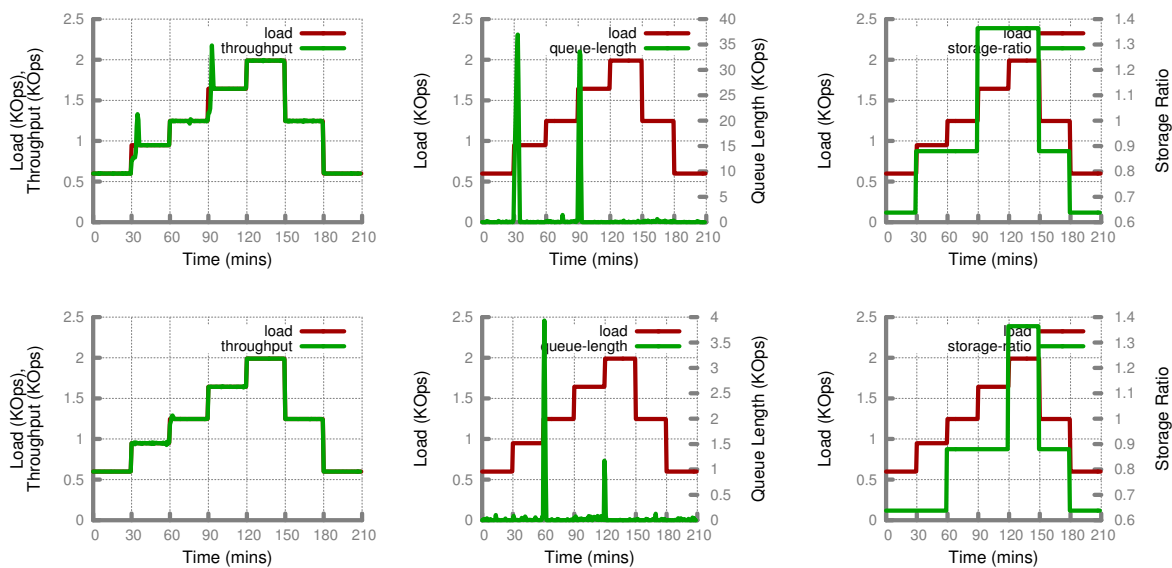 2.5
2
1.5
1
0.5
0
0 30 60 90 120 150 180 210
Time (mins)
Load (KOps),
Throughput (KOps)
load
throughput
2.5
2
1.5
1
0.5
0
0 30 60 90 120 150 180 210
Time (mins)
Load (KOps)
load
queue-length
40
35
30
25
20
15
10
5
0
Queue Length (KOps)
2.5
2
1.5
1
0.5
0
0 30 60 90 120 150 180 210
Time (mins)
Load (KOps)
load
storage-ratio
1.4
1.3
1.2
1.1
1
0.9
0.8
0.7
0.6
Storage Ratio
2.5
2
1.5
1
0.5
0
0 30 60 90 120 150 180 210
Time (mins)
Load (KOps),
Throughput (KOps)
load
throughput
2.5
2
1.5
1
0.5
0
0 30 60 90 120 150 180 210
Time (mins)
Load (KOps)
load
queue-length
4
3.5
3
2.5
2
1.5
1
0.5
0
Queue Length (KOps)
2.5
2
1.5
1
0.5
0
0 30 60 90 120 150 180 210
Time (mins)
Load (KOps)
load
storage-ratio
1.4
1.3
1.2
1.1
1
0.9
0.8
0.7
0.6
Storage Ratio